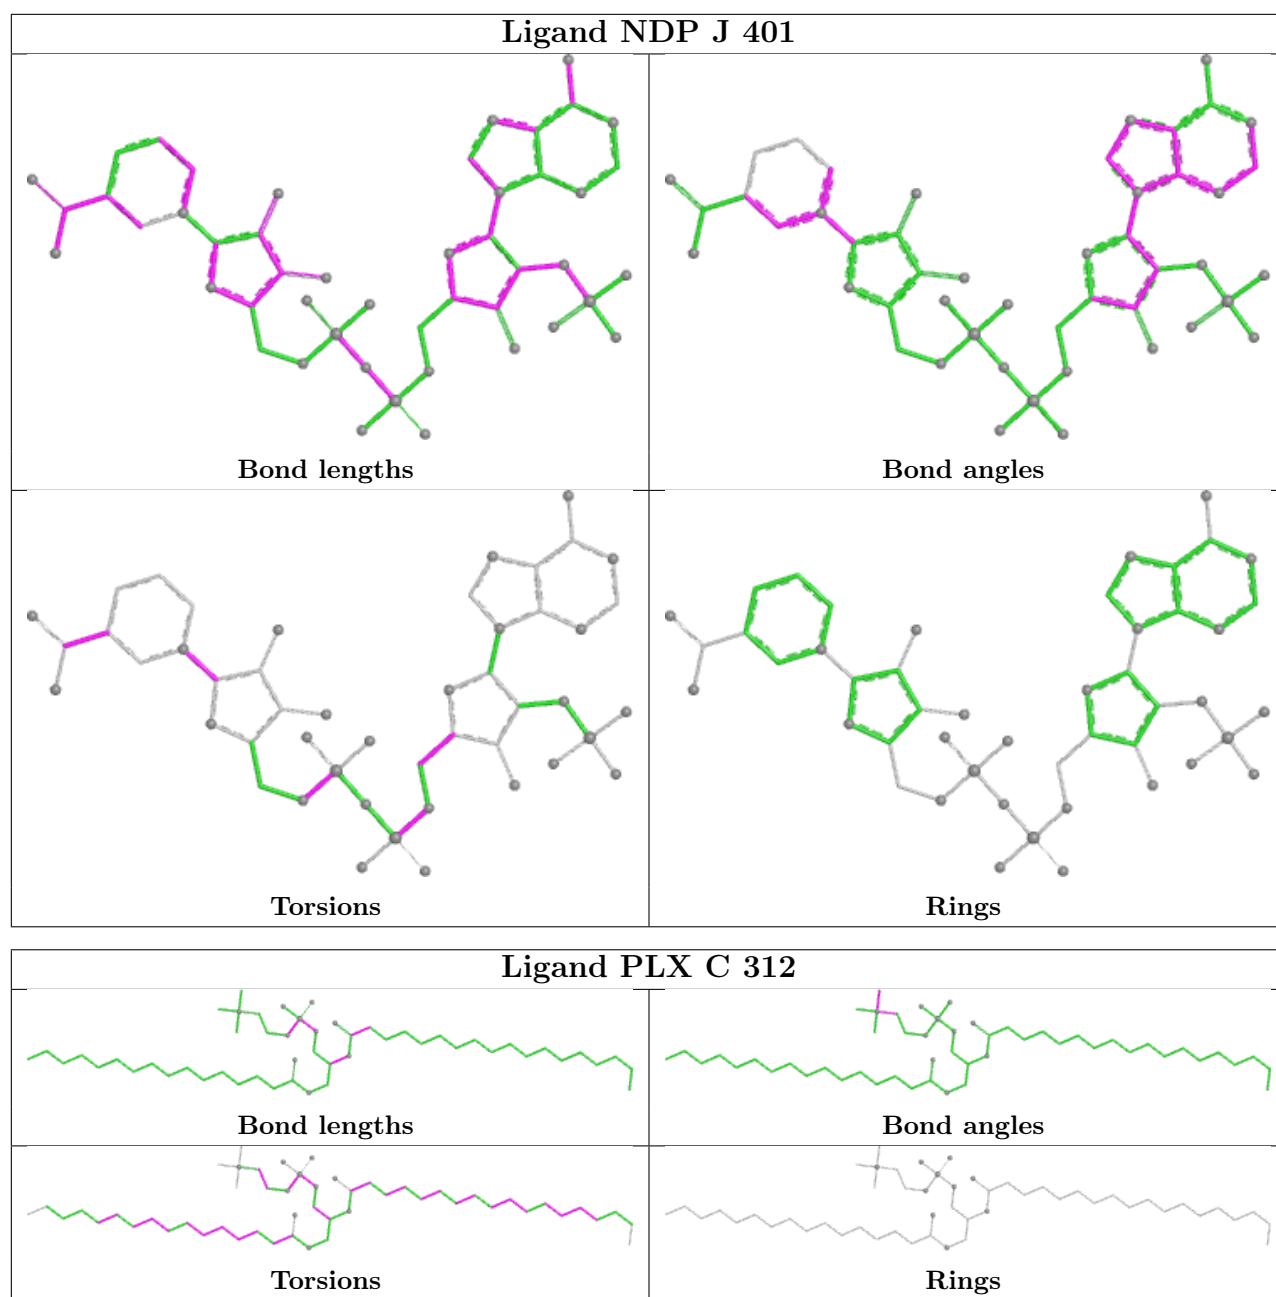 Ligand NDP J 401
Bond lengths
Bond angles
Torsions
Rings
Ligand PLX C 312
Bond lengths
Bond angles
Torsions
Rings